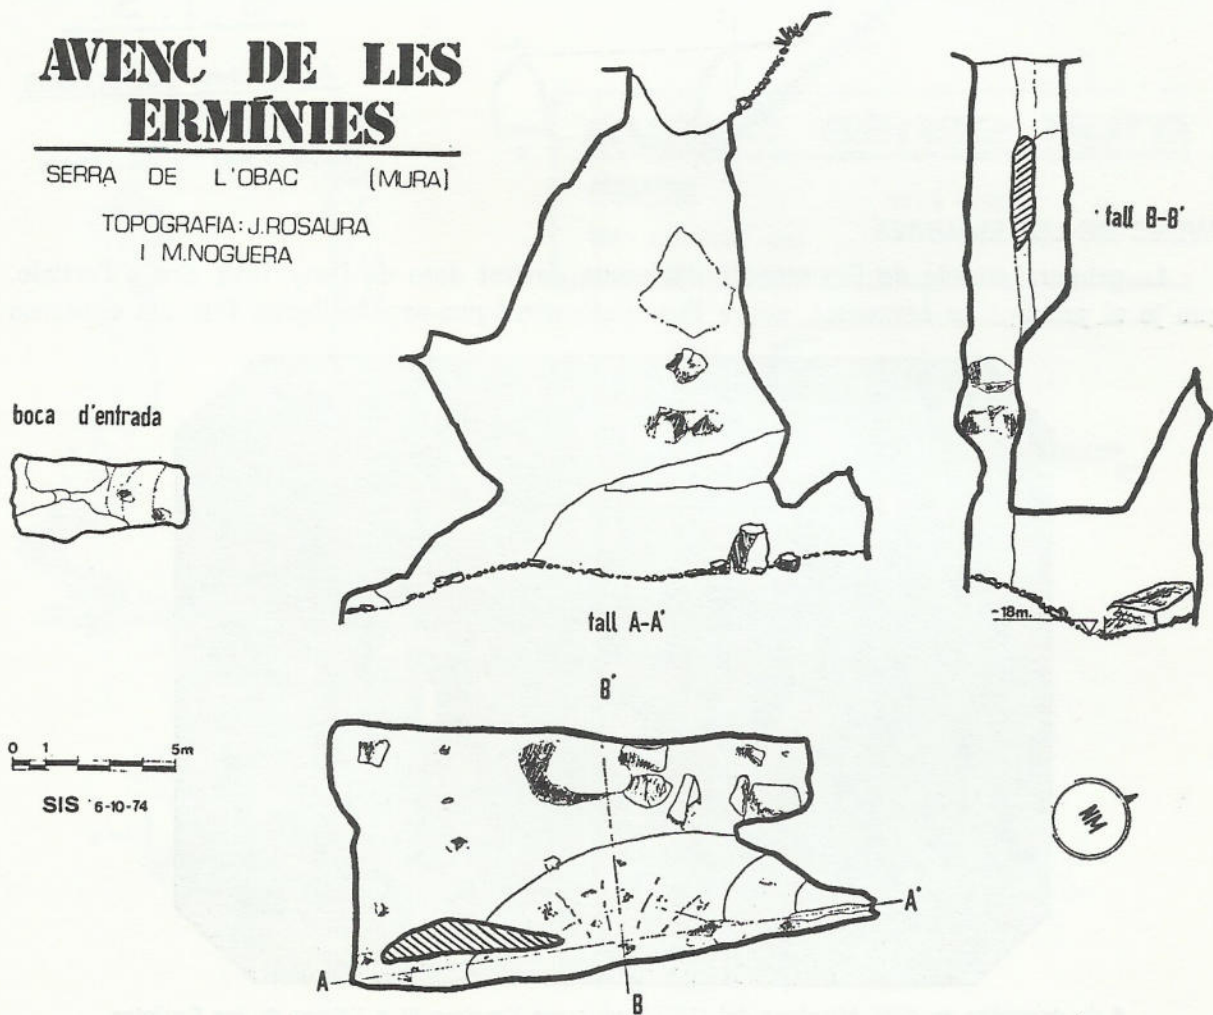 AVENC DE LES
ERMÍNIES
SERRA DE L'OBAC (MURA)
TOPOGRAFIA: J.ROSAURA
I M.NOGUERA
tall B-B'
boca d'entrada
-18m.
tall A-A'
B'
0 1 5m
SIS 6-10-74
NM
A'
A
B